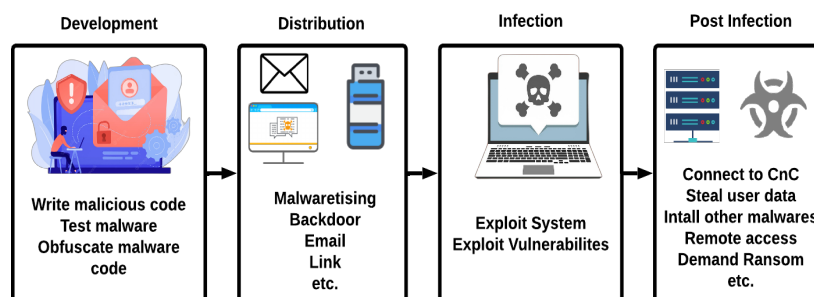 Development
Write malicious code
Test malware
Obfuscate malware
code
Distribution
Malwaretising
Backdoor
Email
Link
etc.
Infection
Exploit System
Exploit Vulnerabilites
Post Infection
Connect to CnC
Steal user data
Intall other malwares
Remote access
Demand Ransom
etc.